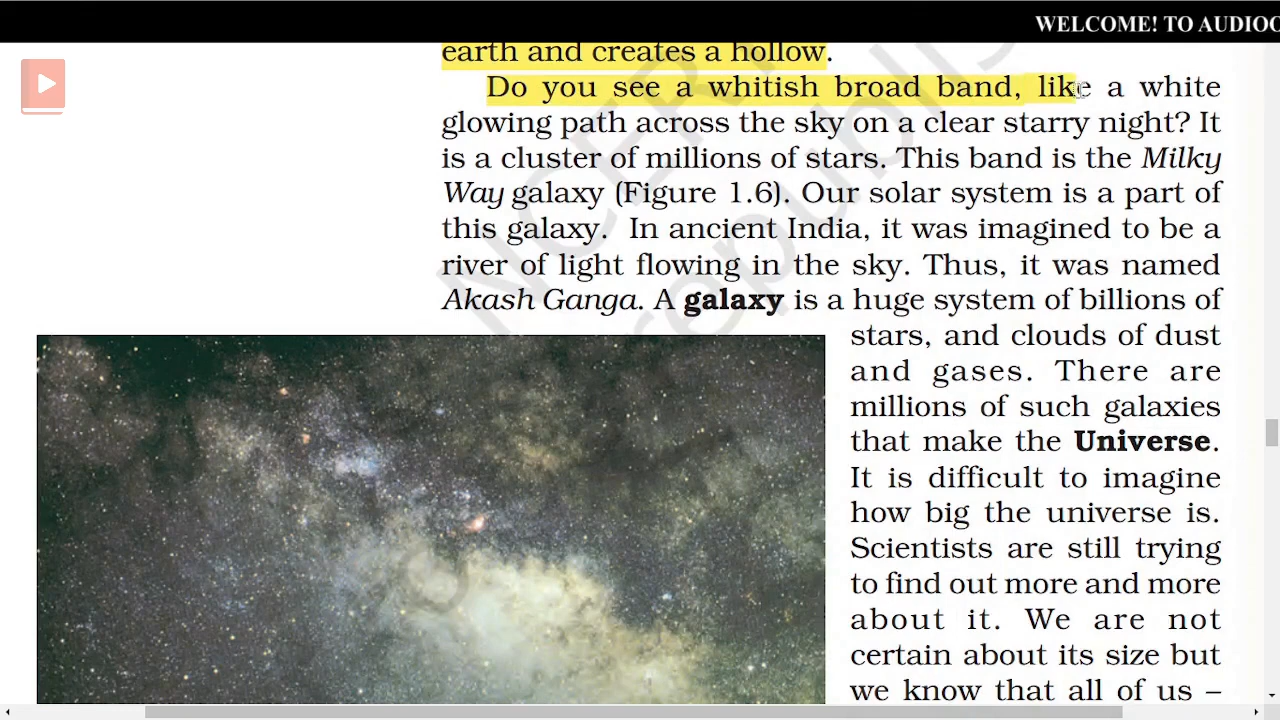 WELCOME! TO AUDIO
earth and creates a hollow.
Do you see a whitish broad band, like a white
glowing path across the sky on a clear starry night? It
is a cluster of millions of stars. This band is the Milky
Way galaxy (Figure 1.6). Our solar system is a part of
this galaxy. In ancient India, it was imagined to be a
river of light flowing in the sky. Thus, it was named
Akash Ganga. A galaxy is a huge system of billions of
stars, and clouds of dust
and gases. There are
millions of such galaxies
that make the Universe.
It is difficult to imagine
how big the universe is.
Scientists are still trying
to find out more and more
about it. We are not
certain about its size but
we know that all of us –